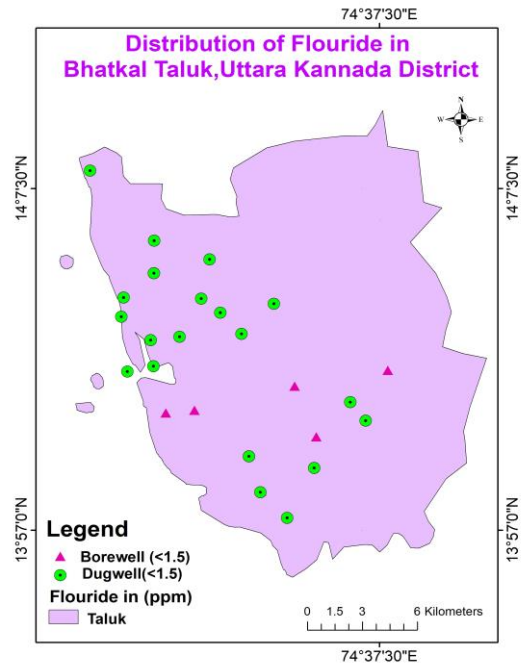 74°37'30"E
Distribution of Flouride in
Bhatkal Taluk,Uttara Kannada District
N
W E
S
14°7'30"N
14°7'30"N
13°57'0"N
13°57'0"N
Legend
Borewell (<1.5)
Dugwell(<1.5)
Flouride in (ppm)
Taluk
0 1.5 3 6 Kilometers
74°37'30"E